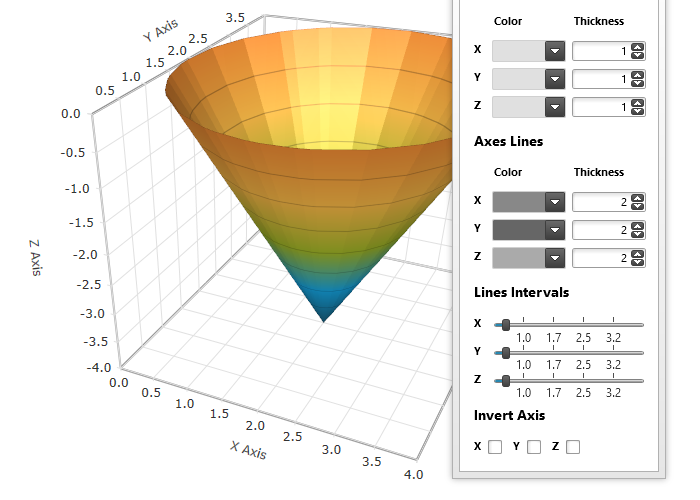 Y Axis
3.5
2.5
2.0
1.5
1.0
0.5
0.0
-0.5
-1.0
-1.5
-2.0
-2.5
-3.0
-3.5
-4.0
Z Axis
0.0
0.5
1.0
1.5
2.0
2.5
3.0
3.5
4.0
X Axis
Color Thickness
X 1
Y 1
Z 1
Axes Lines
Color Thickness
X 2
Y 2
Z 2
Lines Intervals
X
1.0 1.7 2.5 3.2
Y
1.0 1.7 2.5 3.2
Z
1.0 1.7 2.5 3.2
Invert Axis
X Y Z